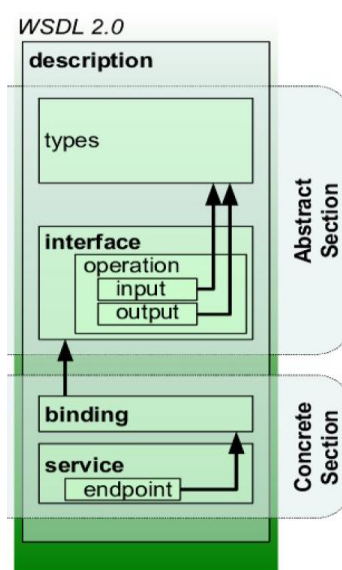 WSDL 2.0
description
types
interface
operation
input
output
binding
service
endpoint
Abstract
Section
Concrete
Section